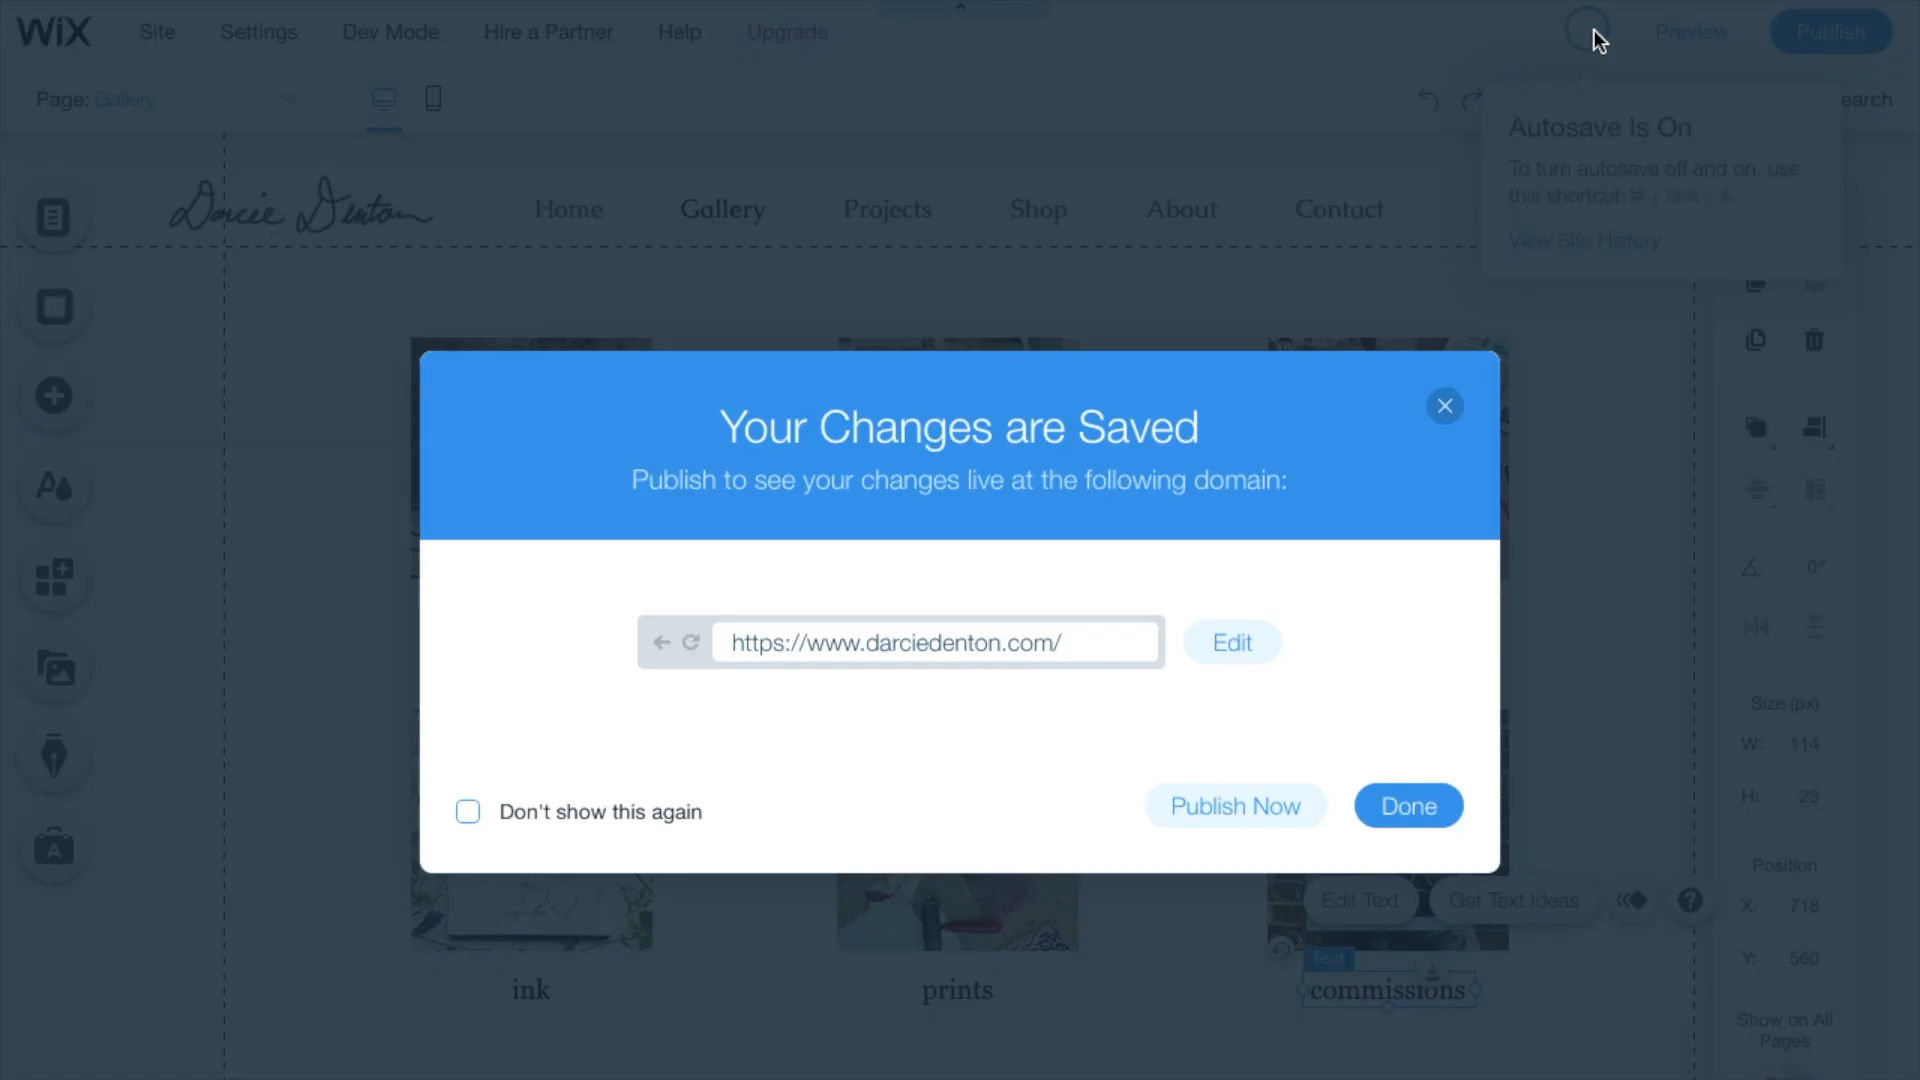 WiX
Site
Settings
Dev Mode
Hire a Partner
Help
Upgrade
Preview
Publish
Page: Gallery
earch
Autosave Is On
To turn autosave off and on, use
this shortcut: ⌘ + Shift + A
View Site History
Darcie Denton
Home
Gallery
Projects
Shop
About
Contact
Your Changes are Saved
Publish to see your changes live at the following domain:
https://www.darciedenton.com/
Edit
Don't show this again
Publish Now
Done
0°
Size (px)
W: 114
H: 23
Position
X: 718
Y: 560
Show on All
Pages
Edit Text
Get Text Ideas
?
Text
ink
prints
commissions
A